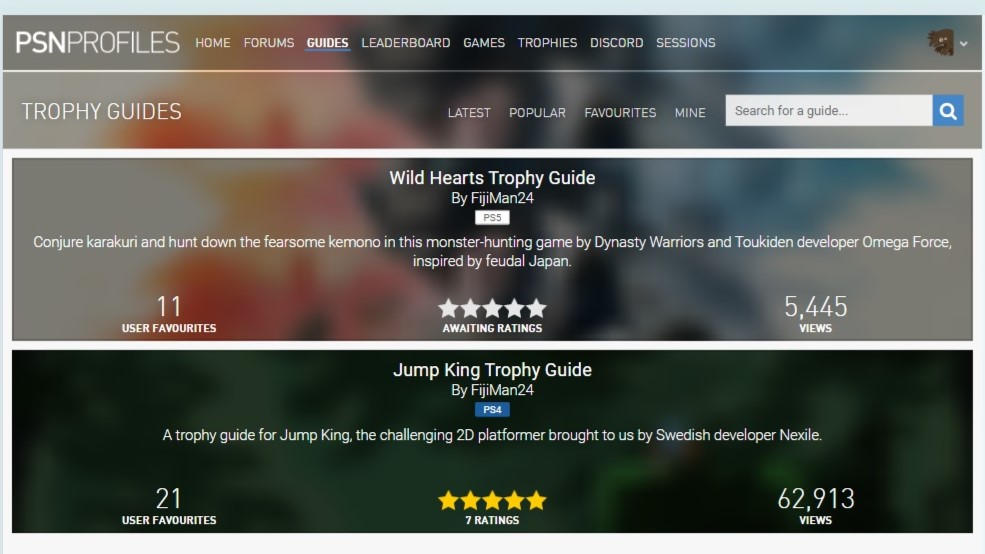 PSNPROFILES HOME FORUMS GUIDES LEADERBOARD GAMES TROPHIES DISCORD SESSIONS
TROPHY GUIDES LATEST POPULAR FAVOURITES MINE Search for a guide...
Wild Hearts Trophy Guide
By FijiMan24
PS5
Conjure karakuri and hunt down the fearsome kemono in this monster-hunting game by Dynasty Warriors and Toukiden developer Omega Force,
inspired by feudal Japan.
11 5,445
USER FAVOURITES AWAITING RATINGS VIEWS
Jump King Trophy Guide
By FijiMan24
PS4
A trophy guide for Jump King, the challenging 2D platformer brought to us by Swedish developer Nexile.
21 62,913
USER FAVOURITES 7 RATINGS VIEWS